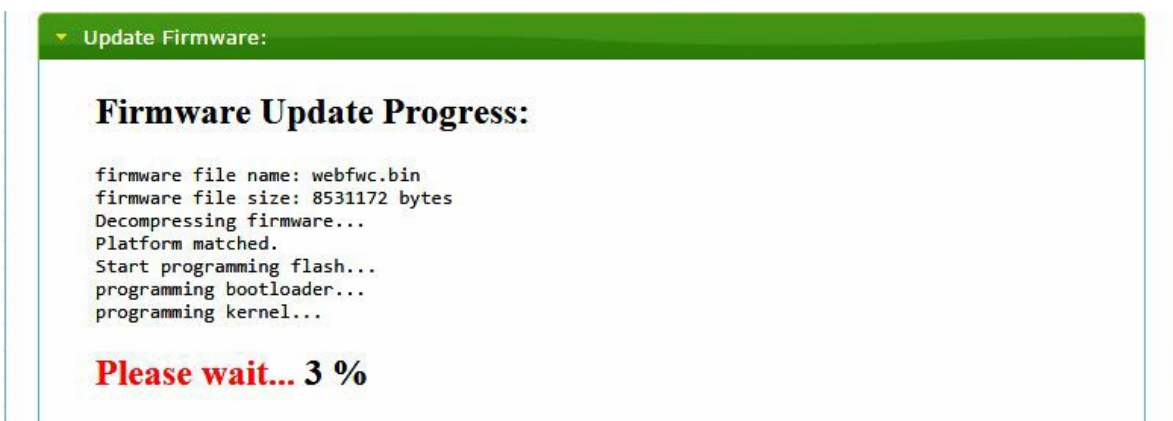 Update Firmware:
Firmware Update Progress:
firmware file name: webfwc.bin
firmware file size: 8531172 bytes
Decompressing firmware...
Platform matched.
Start programming flash...
programming bootloader...
programming kernel...
Please wait... 3 %